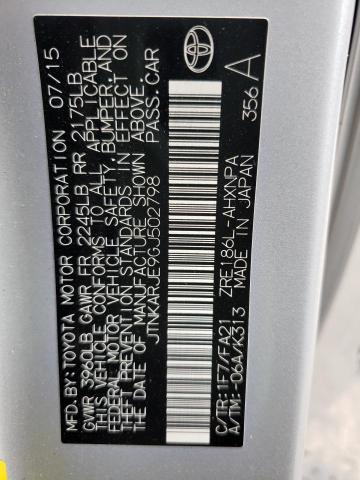 MFD. BY: TOYOTA MOTOR CORPORATION 07/15
GVWR 3960LB GAWR FR 2245LB RR 2175LB
THIS VEHICLE CONFORMS TO ALL APPLICABLE
FEDERAL MOTOR VEHICLE SAFETY, BUMPER, AND
THEFT PREVENTION STANDARDS IN EFFECT ON
THE DATE OF MANUFACTURE SHOWN ABOVE.
JTNKARJE9GJ502798 PASS.CAR
C/TR: 1F7/FA21 ZRE186L-AHXNPA
A/TM: -06A/K313 MADE IN JAPAN 356 A